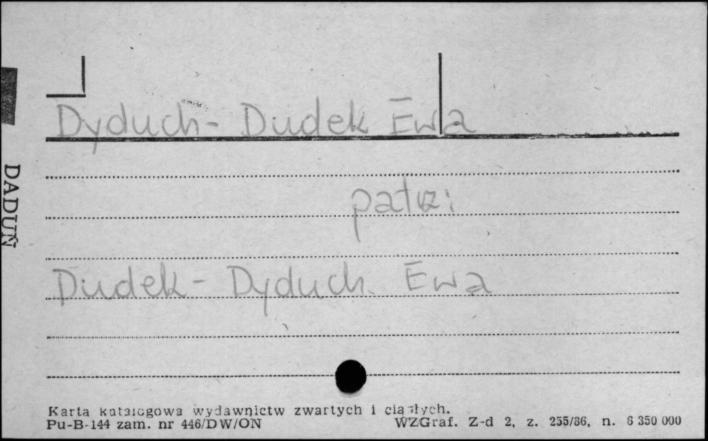 Dyduch- Dudek Ewa
DADUŃ
patrz:
Dudek- Dyduch Ewa
Karta katalogowa wydawnictw zwartych i ciągłych.
Pu-B-144 zam. nr 446/DW/ON WZGraf. Z-d 2, z. 255/86, n. 6 350 000